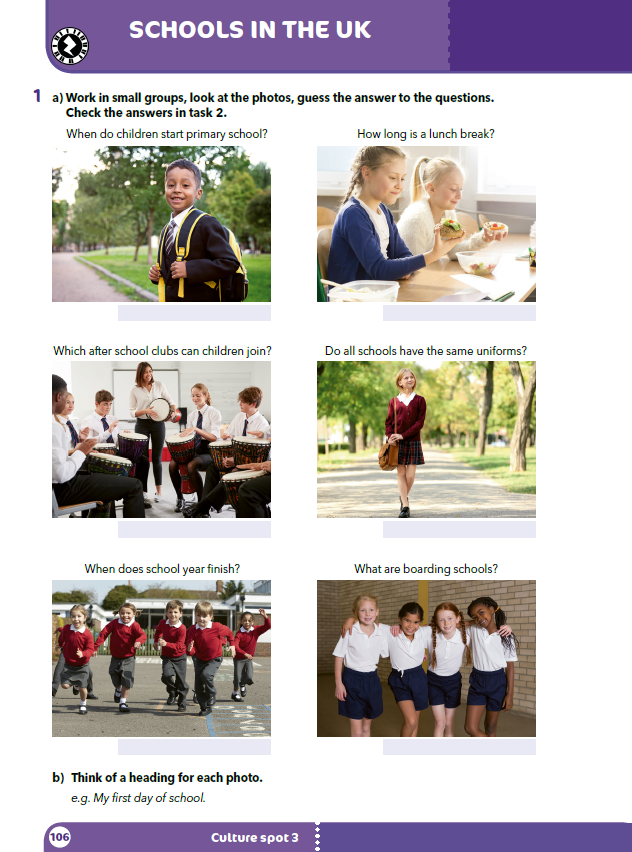 SCHOOLS IN THE UK
1 a) Work in small groups, look at the photos, guess the answer to the questions.
Check the answers in task 2.
When do children start primary school?
How long is a lunch break?
Which after school clubs can children join?
Do all schools have the same uniforms?
When does school year finish?
What are boarding schools?
b) Think of a heading for each photo.
e.g. My first day of school.
106
Culture spot 3